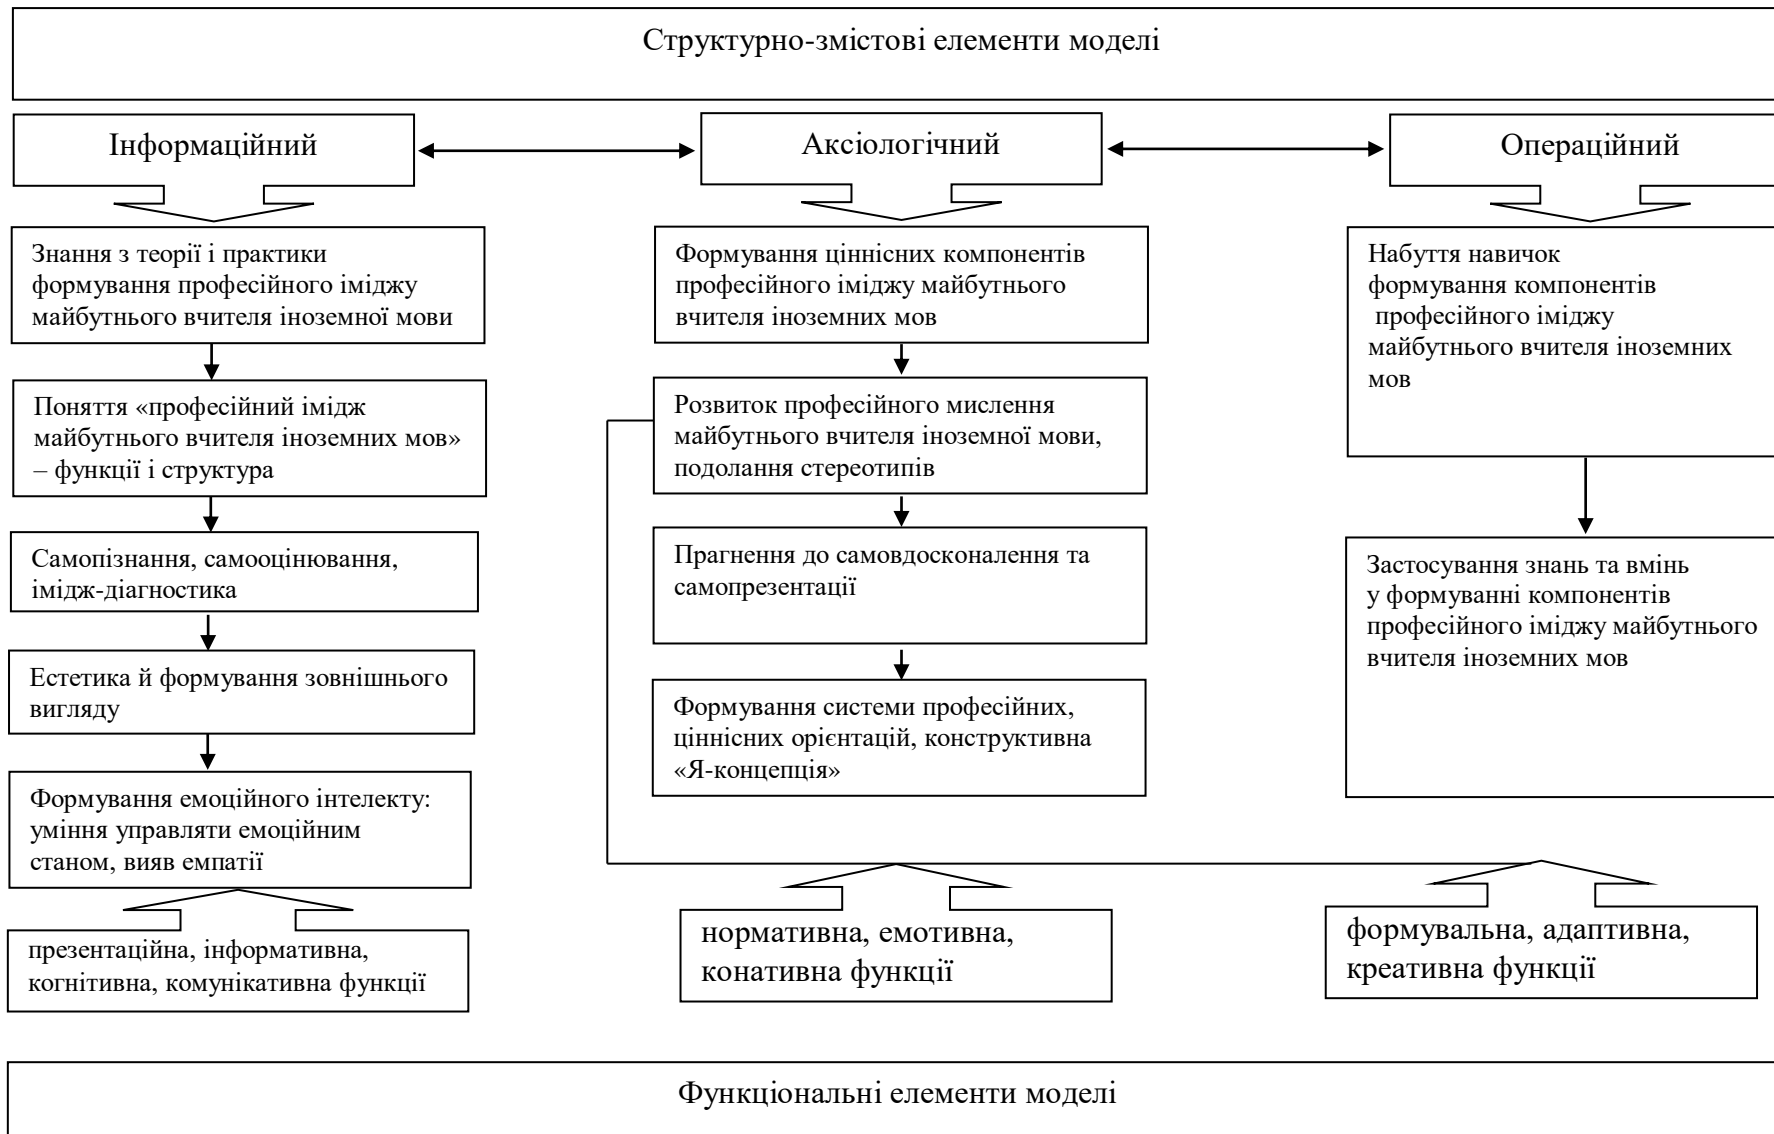 Структурно-змістові елементи моделі
Інформаційний
Аксіологічний
Операційний
Знання з теорії і практики
формування професійного іміджу
майбутнього вчителя іноземної мови
Поняття «професійний імідж
майбутнього вчителя іноземних мов»
– функції і структура
Самопізнання, самооцінювання,
імідж-діагностика
Естетика й формування зовнішнього
вигляду
Формування емоційного інтелекту:
уміння управляти емоційним
станом, вияв емпатії
презентаційна, інформативна,
когнітивна, комунікативна функції
Формування ціннісних компонентів
професійного іміджу майбутнього
вчителя іноземних мов
Розвиток професійного мислення
майбутнього вчителя іноземної мови,
подолання стереотипів
Прагнення до самовдосконалення та
самопрезентації
Формування системи професійних,
ціннісних орієнтацій, конструктивна
«Я-концепція»
нормативна, емотивна,
конативна функції
Набуття навичок
формування компонентів
професійного іміджу
майбутнього вчителя іноземних
мов
Застосування знань та вмінь
у формуванні компонентів
професійного іміджу майбутнього
вчителя іноземних мов
формувальна, адаптивна,
креативна функції
Функціональні елементи моделі